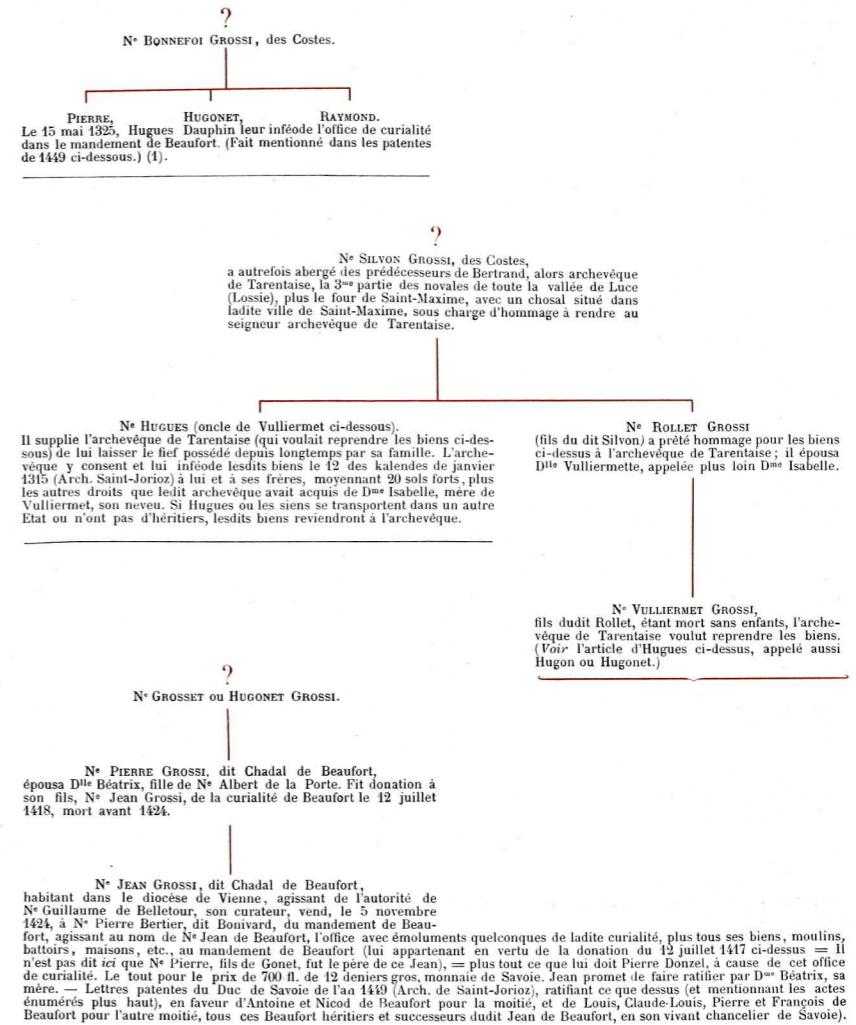 ?
Nᵉ Bonnefoi Grossi, des Costes.
Pierre, Hugonet, Raymond.
Le 15 mai 1325, Hugues Dauphin leur inféode l'office de curialité
dans le mandement de Beaufort. (Fait mentionné dans les patentes
de 1449 ci-dessous.) (1).
?
Nᵉ Silvon Grossi, des Costes,
a autrefois abergé des prédécesseurs de Bertrand, alors archevêque
de Tarentaise, la 3ᵐᵉ partie des novales de toute la vallée de Luce
(Lossie), plus le four de Saint-Maxime, avec un chosal situé dans
ladite ville de Saint-Maxime, sous charge d'hommage à rendre au
seigneur archevêque de Tarentaise.
Nᵉ Hugues (oncle de Vulliermet ci-dessous).
Il supplie l'archevêque de Tarentaise (qui voulait reprendre les biens ci-des-
sous) de lui laisser le fief possédé depuis longtemps par sa famille. L'arche-
vêque y consent et lui inféode lesdits biens le 12 des kalendes de janvier
1315 (Arch. Saint-Jorioz) à lui et à ses frères, moyennant 20 sols forts, plus
les autres droits que ledit archevêque avait acquis de Dᵐᵉ Isabelle, mère de
Vulliermet, son neveu. Si Hugues ou les siens se transportent dans un autre
Etat ou n'ont pas d'héritiers, lesdits biens reviendront à l'archevêque.
Nᵉ Rollet Grossi
(fils du dit Silvon) a prêté hommage pour les biens
ci-dessus à l'archevêque de Tarentaise ; il épousa
Dˡˡᵉ Vulliermette, appelée plus loin Dᵐᵉ Isabelle.
Nᵉ Vulliermet Grossi,
fils dudit Rollet, étant mort sans enfants, l'arche-
vêque de Tarentaise voulut reprendre les biens.
(Voir l'article d'Hugues ci-dessus, appelé aussi
Hugon ou Hugonet.)
?
Nᵉ Grosset ou Hugonet Grossi.
Nᵉ Pierre Grossi, dit Chadal de Beaufort,
épousa Dˡˡᵉ Béatrix, fille de Nᵉ Albert de la Porte. Fit donation à
son fils, Nᵉ Jean Grossi, de la curialité de Beaufort le 12 juillet
1418, mort avant 1424.
Nᵉ Jean Grossi, dit Chadal de Beaufort,
habitant dans le diocèse de Vienne, agissant de l'autorité de
Nᵉ Guillaume de Belletour, son curateur, vend, le 5 novembre
1424, à Nᵉ Pierre Bertier, dit Bonivard, du mandement de Beau-
fort, agissant au nom de Nᵉ Jean de Beaufort, l'office avec émoluments quelconques de ladite curialité, plus tous ses biens, moulins,
battoirs, maisons, etc., au mandement de Beaufort (lui appartenant en vertu de la donation du 12 juillet 1417 ci-dessus = Il
n'est pas dit ici que Nᵉ Pierre, fils de Gonet, fut le père de ce Jean), = plus tout ce que lui doit Pierre Donzel, à cause de cet office
de curialité. Le tout pour le prix de 700 fl. de 12 deniers gros, monnaie de Savoie. Jean promet de faire ratifier par Dᵐᵉ Béatrix, sa
mère. — Lettres patentes du Duc de Savoie de l'an 1449 (Arch. de Saint-Jorioz), ratifiant ce que dessus (et mentionnant les actes
énumérés plus haut), en faveur d'Antoine et Nicod de Beaufort pour la moitié, et de Louis, Claude-Louis, Pierre et François de
Beaufort pour l'autre moitié, tous ces Beaufort héritiers et successeurs dudit Jean de Beaufort, en son vivant chancelier de Savoie).